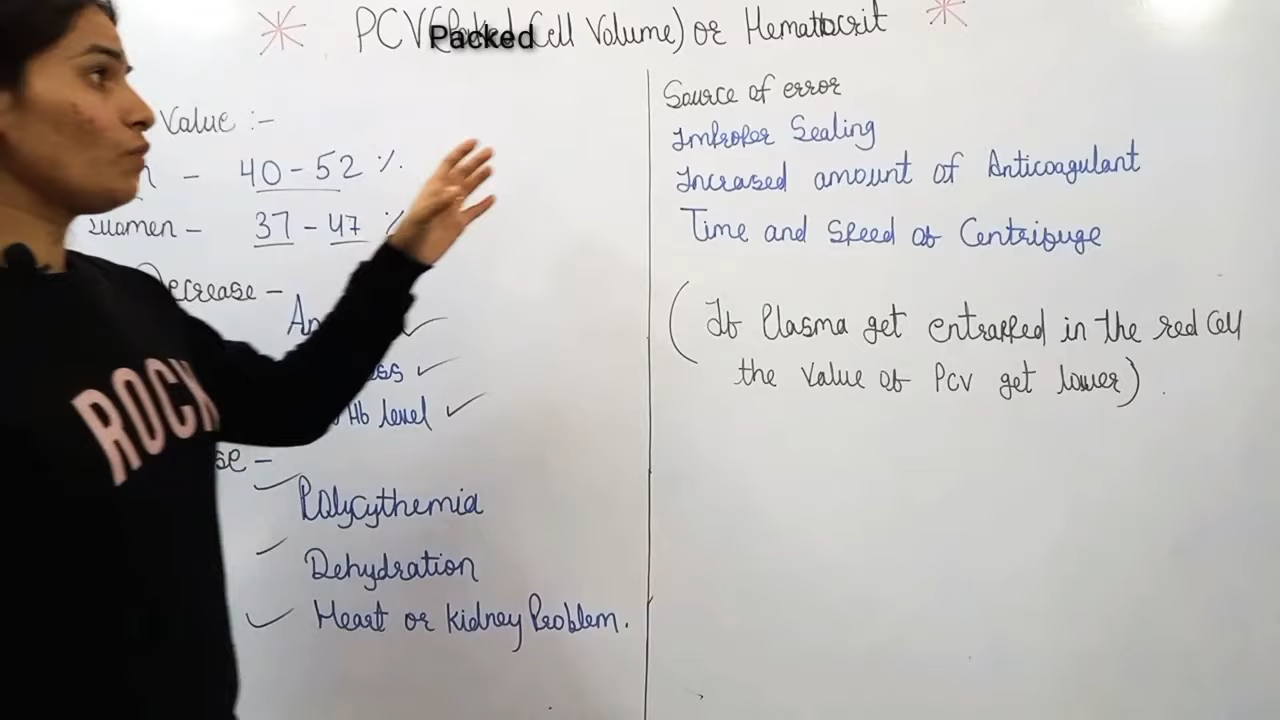 PCV (Packed Cell Volume) or Hematocrit
Value :-
- 40 - 52 %
Women - 37 - 47 %
Decrease -
Hb level
Polycythemia
Dehydration
Heart or Kidney Problem.
Source of error
Improper Sealing
Incrased amount of Anticoagulant
Time and Speed of Centrifuge
(If Plasma get entrapped in the red cell
the value of PCV get lower).
ROCK